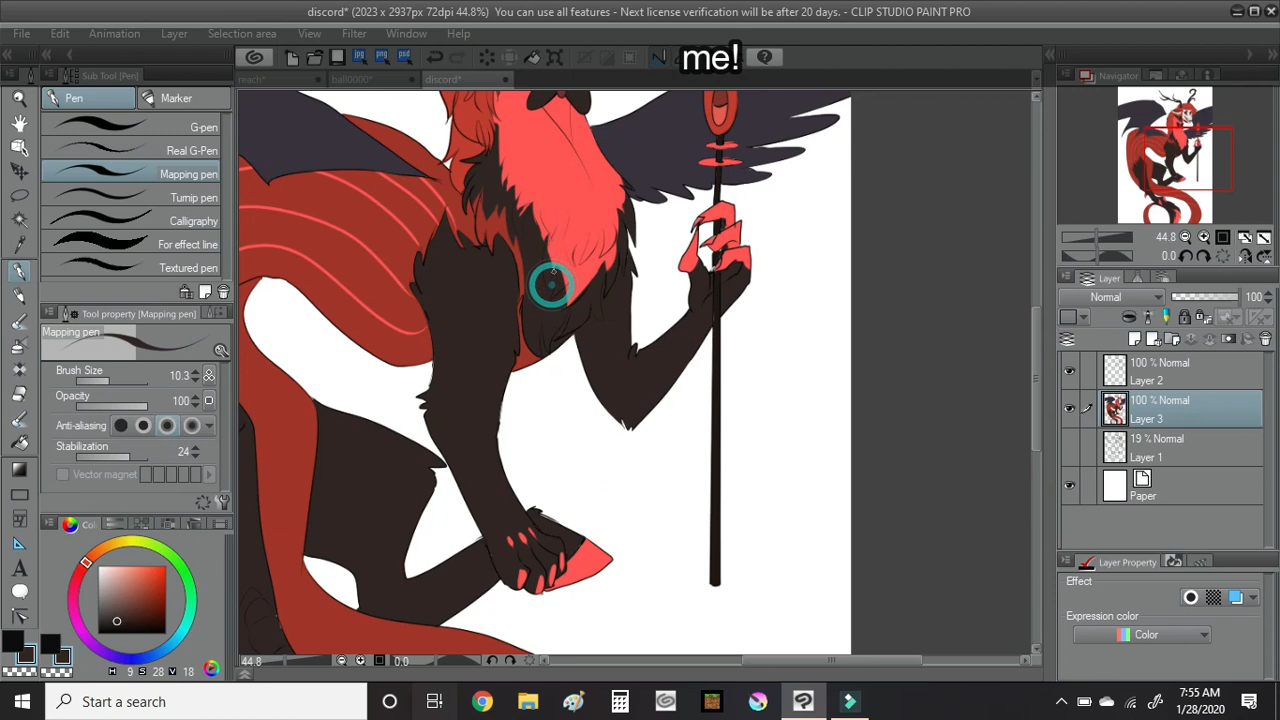 discord* (2023 x 2937px 72dpi 44.8%)  You can use all features - Next license verification will be after 20 days. - CLIP STUDIO PAINT PRO
File Edit Animation Layer Selection area View Filter Window Help
me!
Sub Tool [Pen]
reach* ball0000* discord*
Navigator
Pen Marker
G-pen
Real G-Pen
Mapping pen
Turnip pen
Calligraphy
For effect line
Textured pen
44.8
0.0
Layer
Normal 100
Tool property [Mapping pen]
Mapping pen
Brush Size 10.3
Opacity 100
Anti-aliasing
Stabilization 24
Vector magnet
100 % Normal
Layer 2
100 % Normal
Layer 3
19 % Normal
Layer 1
Paper
Layer Property
Effect
Expression color
Color
H 9 S 28 V 18
44.8 0.0
Start a search
7:55 AM
1/28/2020